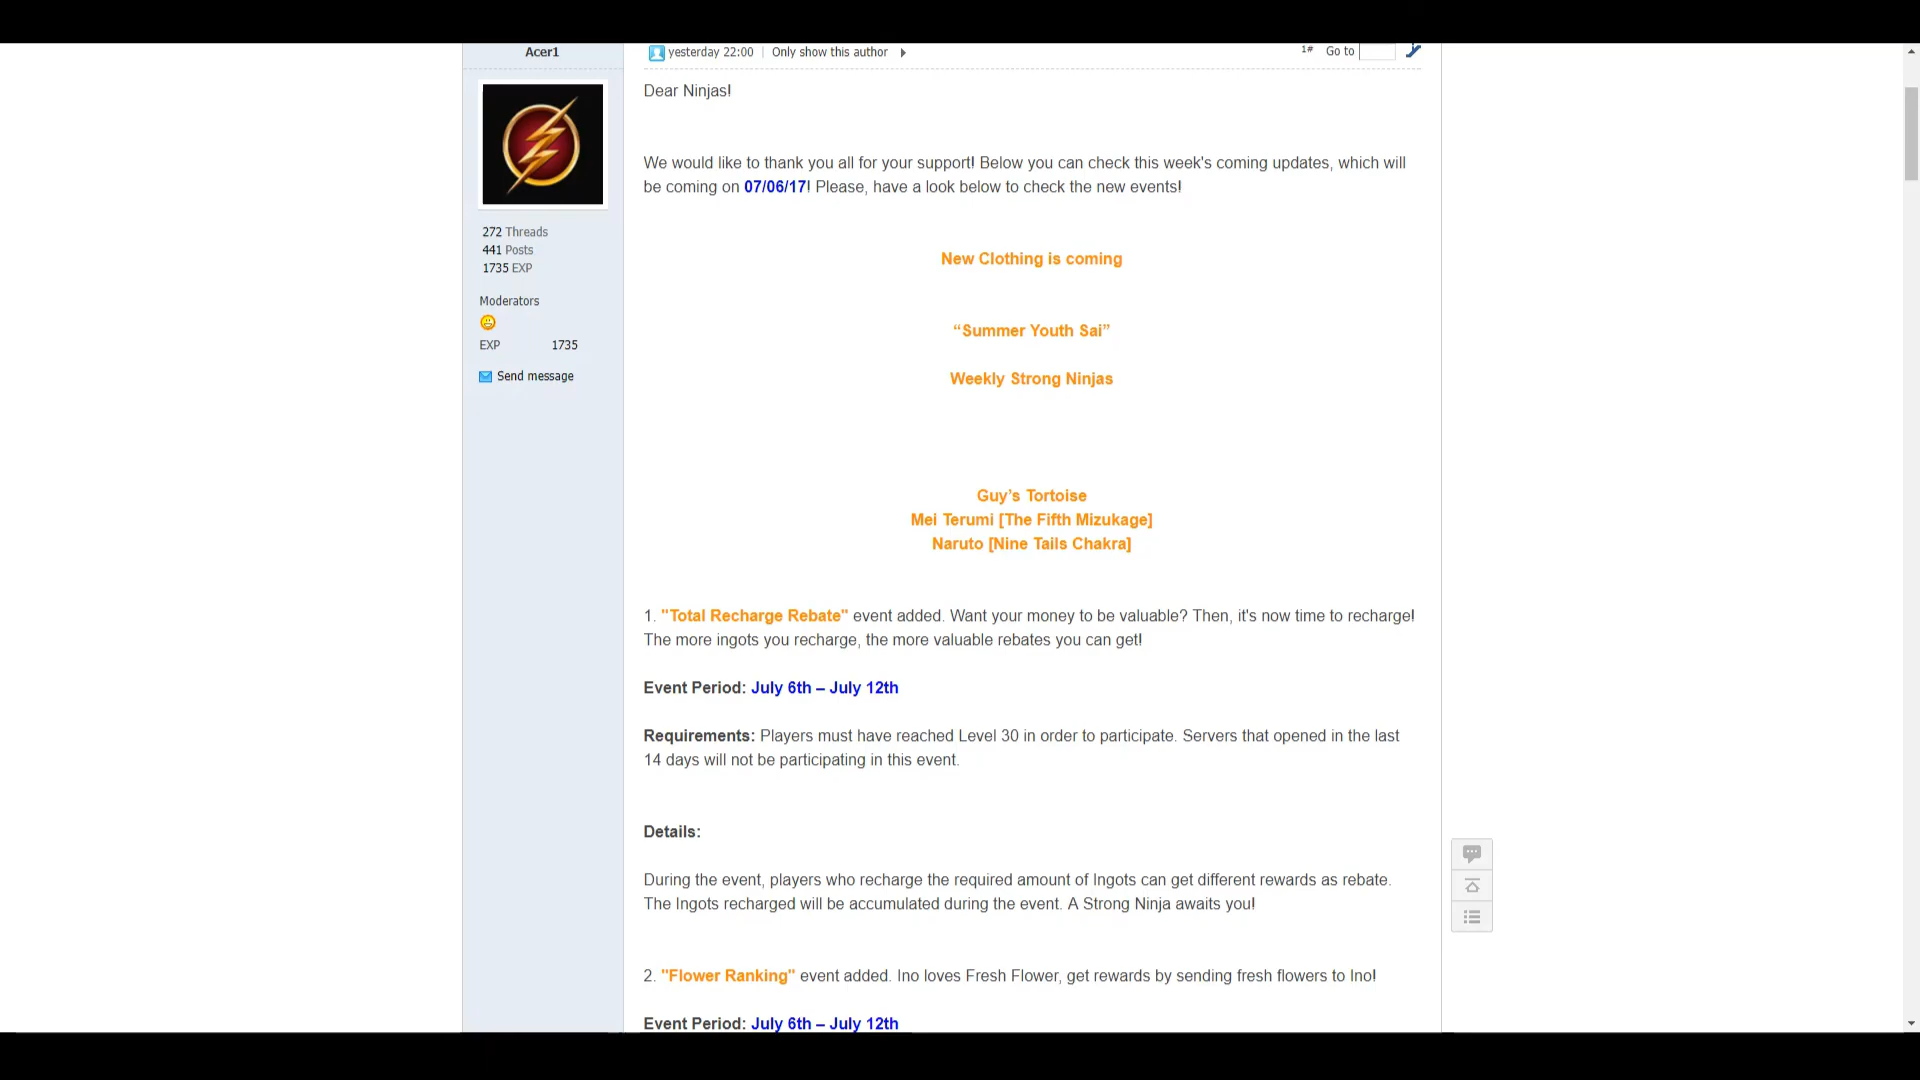 Acer1
yesterday 22:00 | Only show this author
1# Go to
Dear Ninjas!
We would like to thank you all for your support! Below you can check this week's coming updates, which will
be coming on 07/06/17! Please, have a look below to check the new events!
272 Threads
441 Posts
1735 EXP
Moderators
EXP 1735
Send message
New Clothing is coming
“Summer Youth Sai”
Weekly Strong Ninjas
Guy’s Tortoise
Mei Terumi [The Fifth Mizukage]
Naruto [Nine Tails Chakra]
1. "Total Recharge Rebate" event added. Want your money to be valuable? Then, it's now time to recharge!
The more ingots you recharge, the more valuable rebates you can get!
Event Period: July 6th – July 12th
Requirements: Players must have reached Level 30 in order to participate. Servers that opened in the last
14 days will not be participating in this event.
Details:
During the event, players who recharge the required amount of Ingots can get different rewards as rebate.
The Ingots recharged will be accumulated during the event. A Strong Ninja awaits you!
2. "Flower Ranking" event added. Ino loves Fresh Flower, get rewards by sending fresh flowers to Ino!
Event Period: July 6th – July 12th